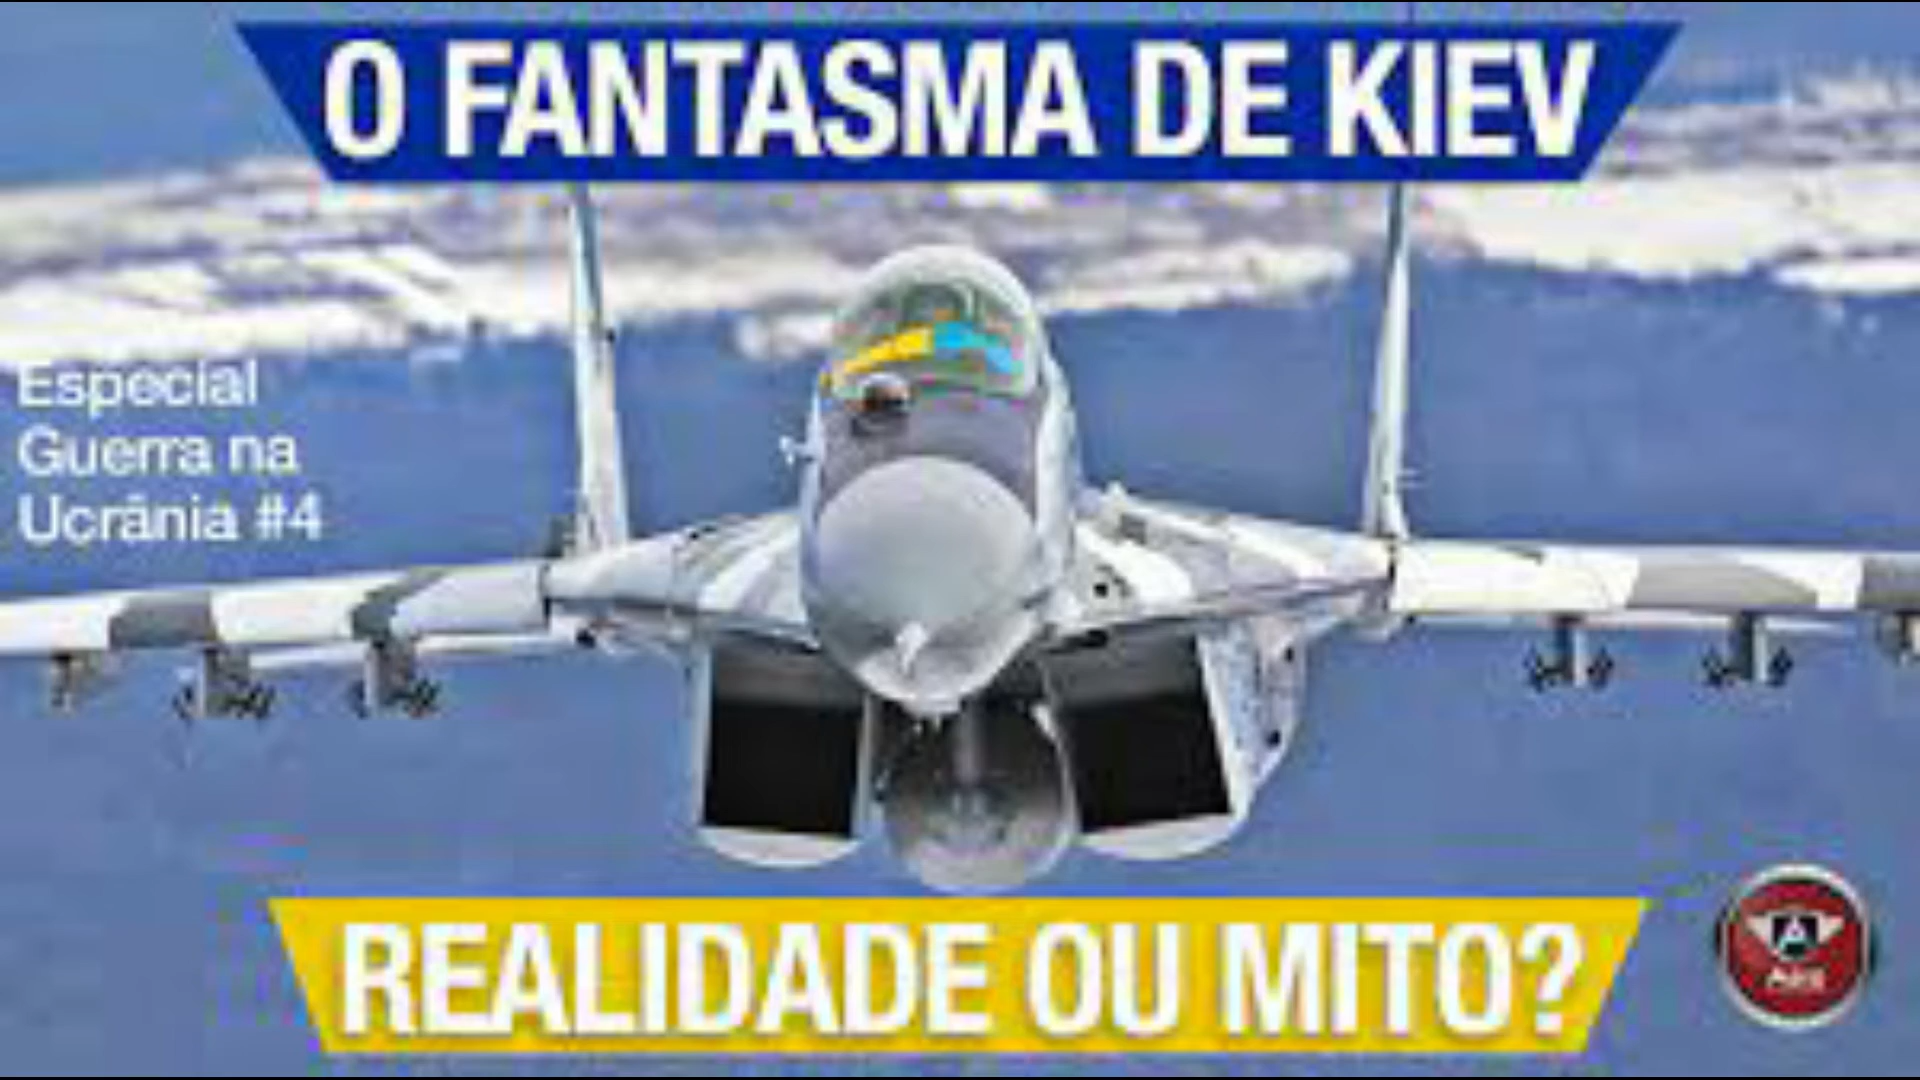 O FANTASMA DE KIEV
Especial
Guerra na
Ucrânia #4
REALIDADE OU MITO?
A